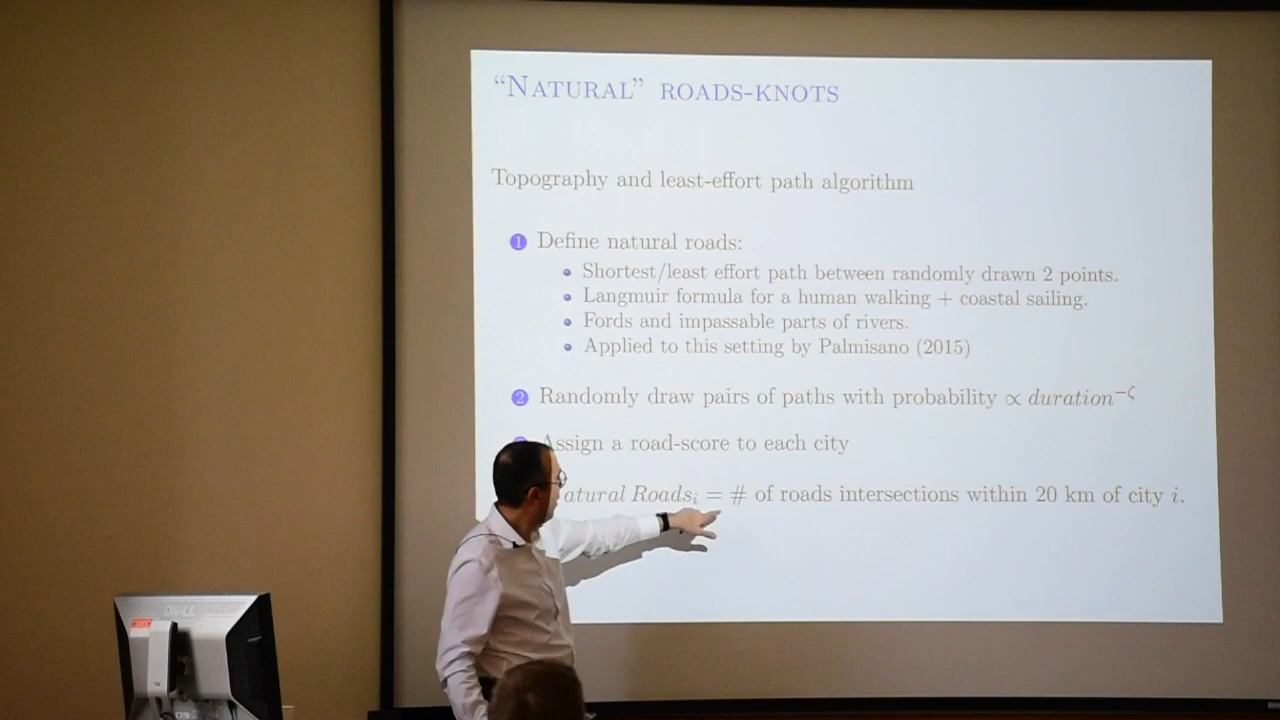 “NATURAL” ROADS-KNOTS
Topography and least-effort path algorithm
1 Define natural roads:
• Shortest/least effort path between randomly drawn 2 points.
• Langmuir formula for a human walking + coastal sailing.
• Fords and impassable parts of rivers.
• Applied to this setting by Palmisano (2015)
2 Randomly draw pairs of paths with probability ∝ duration^−ζ
Assign a road-score to each city
atural Roads_i = # of roads intersections within 20 km of city i.
DELL